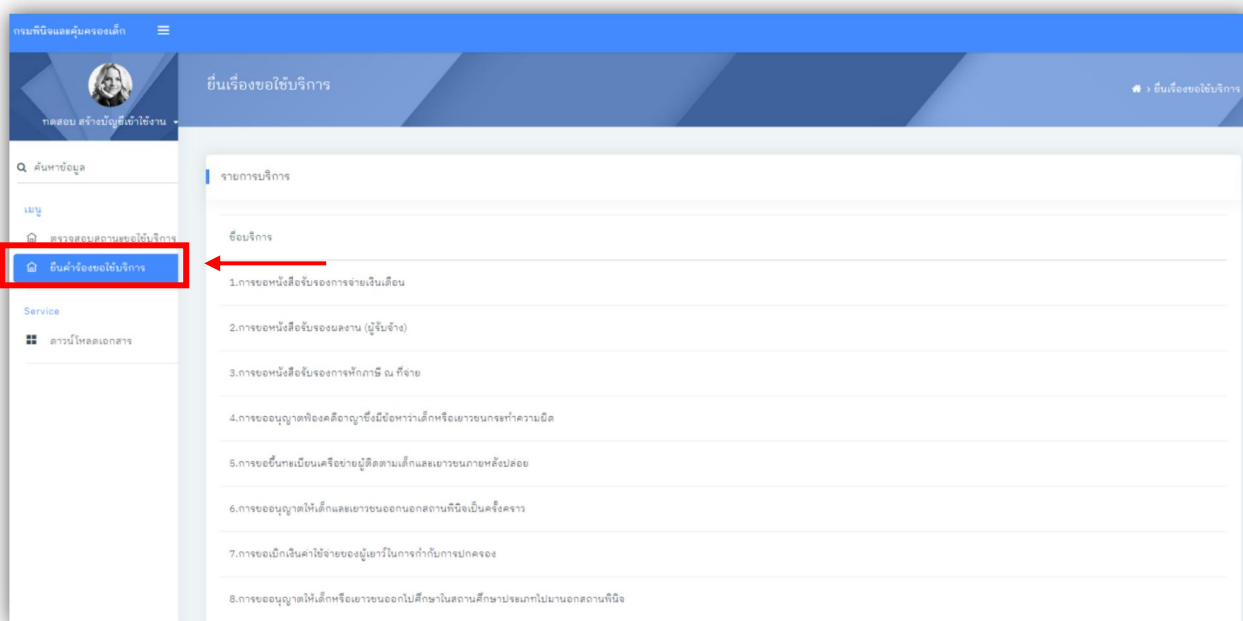 กรมพินิจและคุ้มครองเด็ก
ยื่นเรื่องขอใช้บริการ
> ยื่นเรื่องขอใช้บริการ
ทดสอบ สร้างบัญชีเข้าใช้งาน
ค้นหาข้อมูล
รายการบริการ
เมนู
ตรวจสอบสถานะขอใช้บริการ
ชื่อบริการ
ยื่นคำร้องขอใช้บริการ
1.การขอหนังสือรับรองการจ่ายเงินเดือน
Service
2.การขอหนังสือรับรองผลงาน (ผู้รับจ้าง)
ดาวน์โหลดเอกสาร
3.การขอหนังสือรับรองการหักภาษี ณ ที่จ่าย
4.การขออนุญาตฟ้องคดีอาญาซึ่งมีข้อหาว่าเด็กหรือเยาวชนกระทำความผิด
5.การขอขึ้นทะเบียนเครือข่ายผู้ติดตามเด็กและเยาวชนภายหลังปล่อย
6.การขออนุญาตให้เด็กและเยาวชนออกนอกสถานพินิจเป็นครั้งคราว
7.การขอเบิกเงินค่าใช้จ่ายของผู้เยาว์ในการกำกับการปกครอง
8.การขออนุญาตให้เด็กหรือเยาวชนออกไปศึกษาในสถานศึกษาประเภทไปมานอกสถานพินิจ